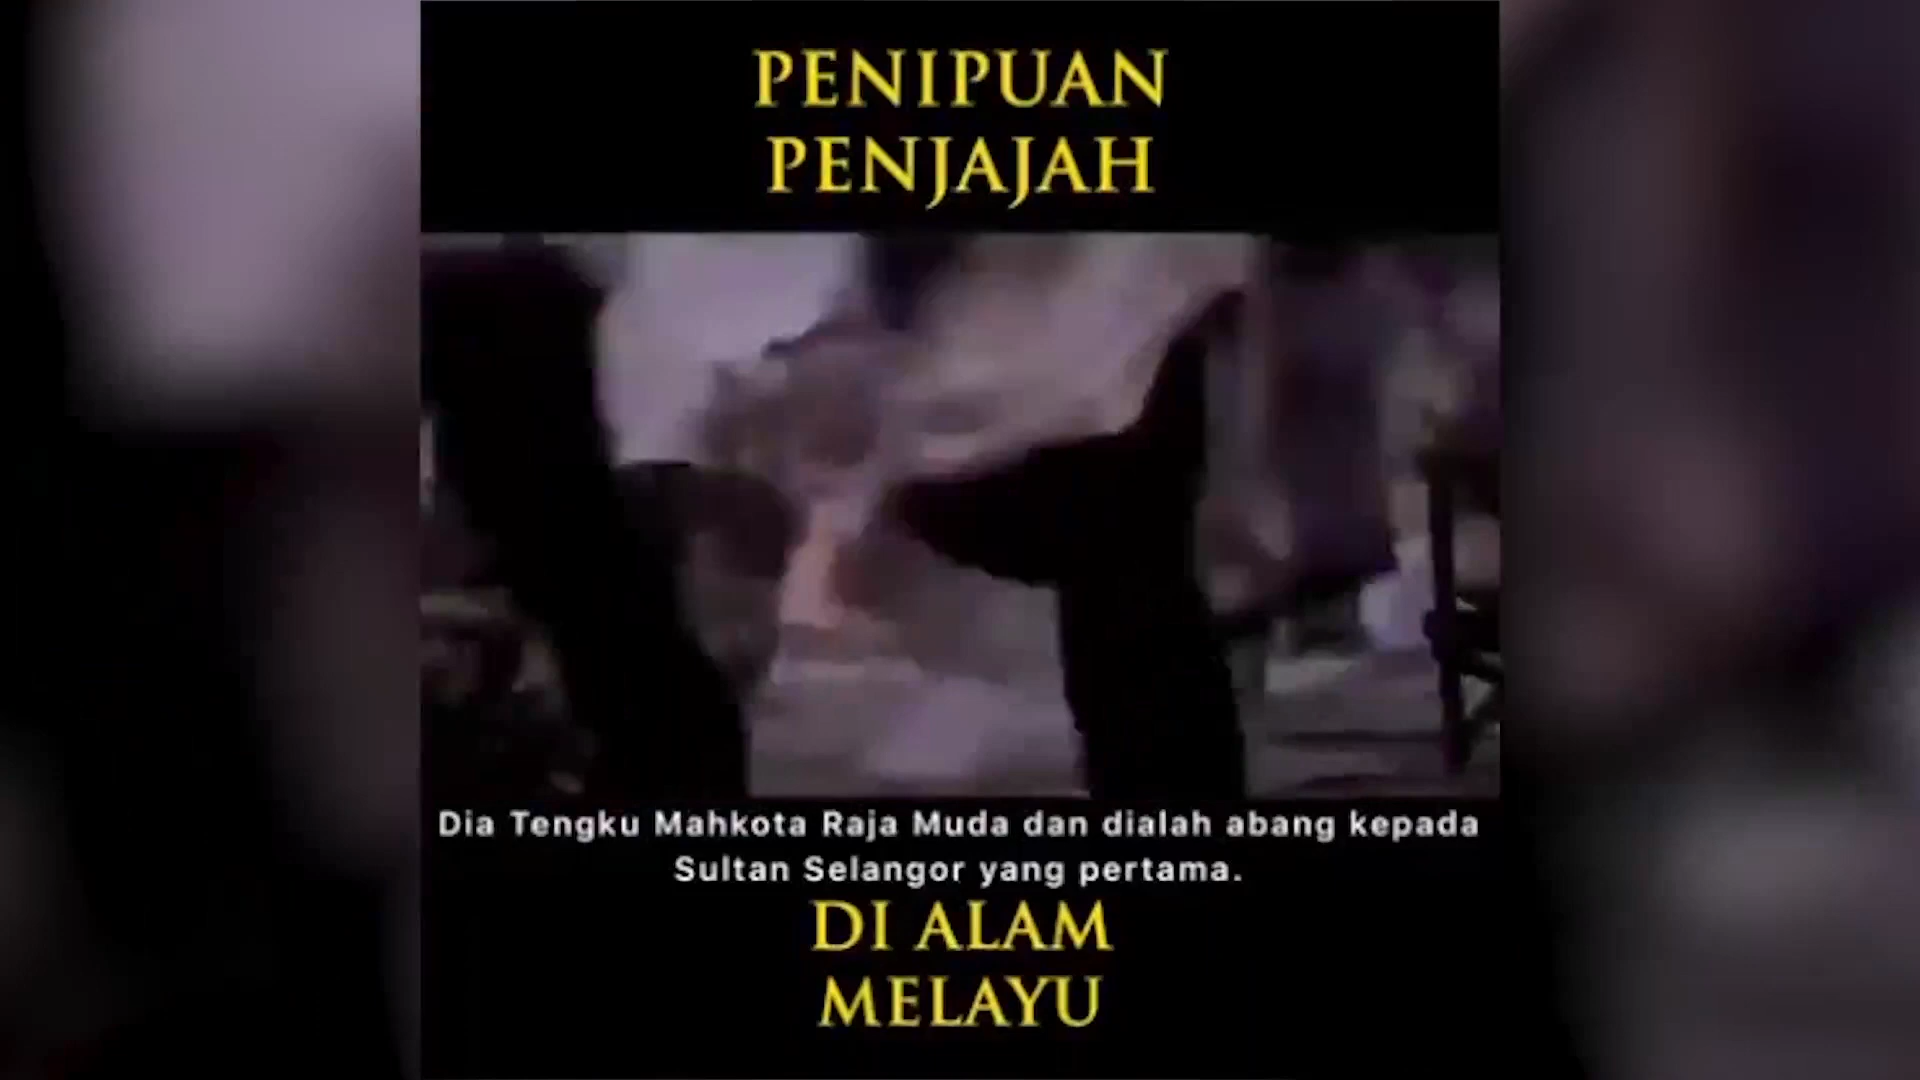 PENIPUAN
PENJAJAH
Dia Tengku Mahkota Raja Muda dan dialah abang kepada
Sultan Selangor yang pertama.
DI ALAM
MELAYU